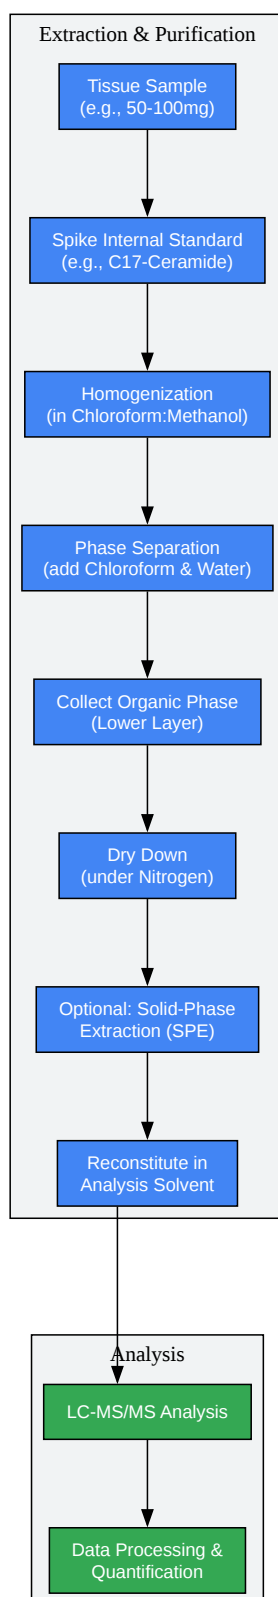 Extraction & Purification
Tissue Sample
(e.g., 50-100mg)
Spike Internal Standard
(e.g., C17-Ceramide)
Homogenization
(in Chloroform:Methanol)
Phase Separation
(add Chloroform & Water)
Collect Organic Phase
(Lower Layer)
Dry Down
(under Nitrogen)
Optional: Solid-Phase
Extraction (SPE)
Reconstitute in
Analysis Solvent
Analysis
LC-MS/MS Analysis
Data Processing &
Quantification